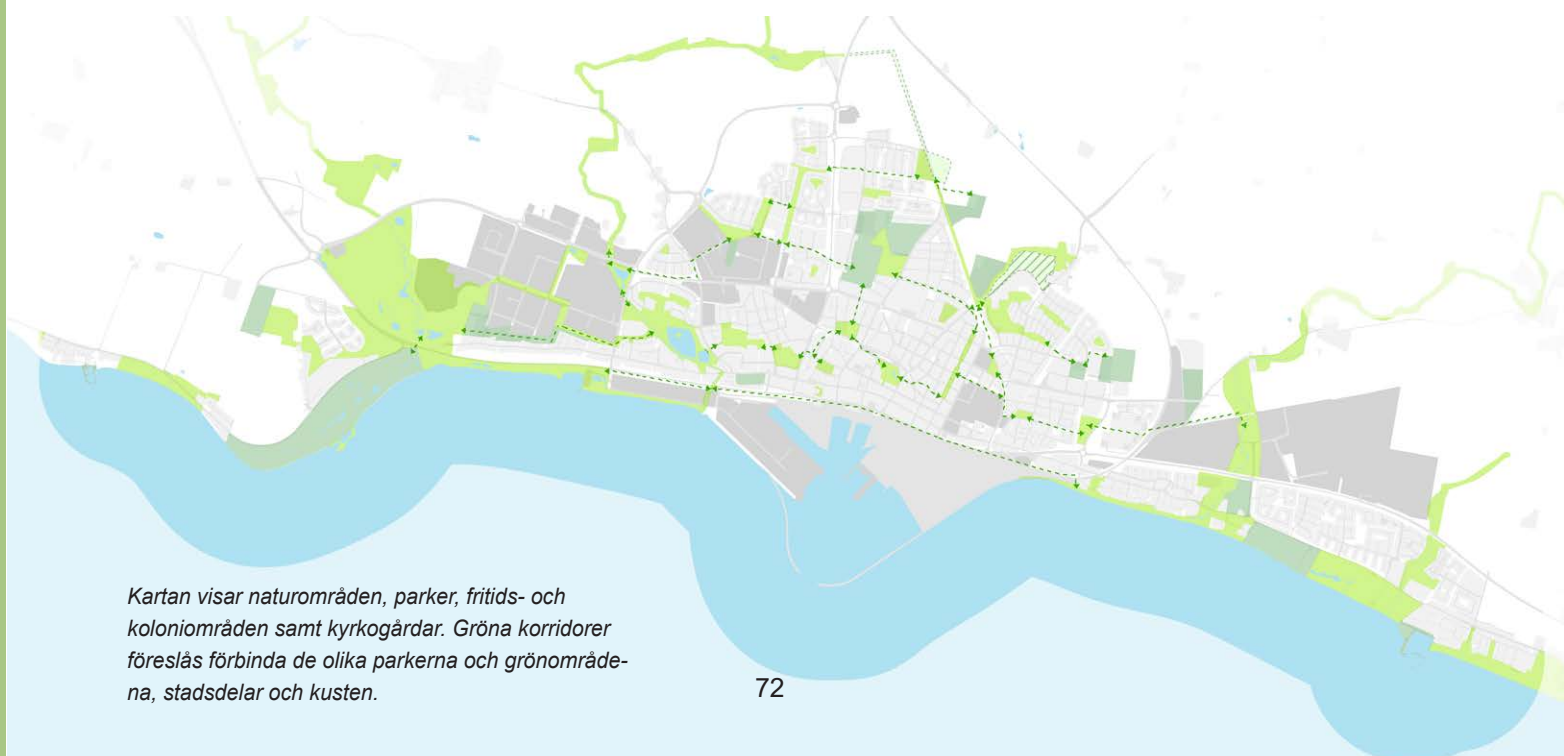 Kartan visar naturområden, parker, fritids- och
koloniområden samt kyrkogårdar. Gröna korridorer
föreslås förbinda de olika parkerna och grönområde-
na, stadsdelar och kusten.
72